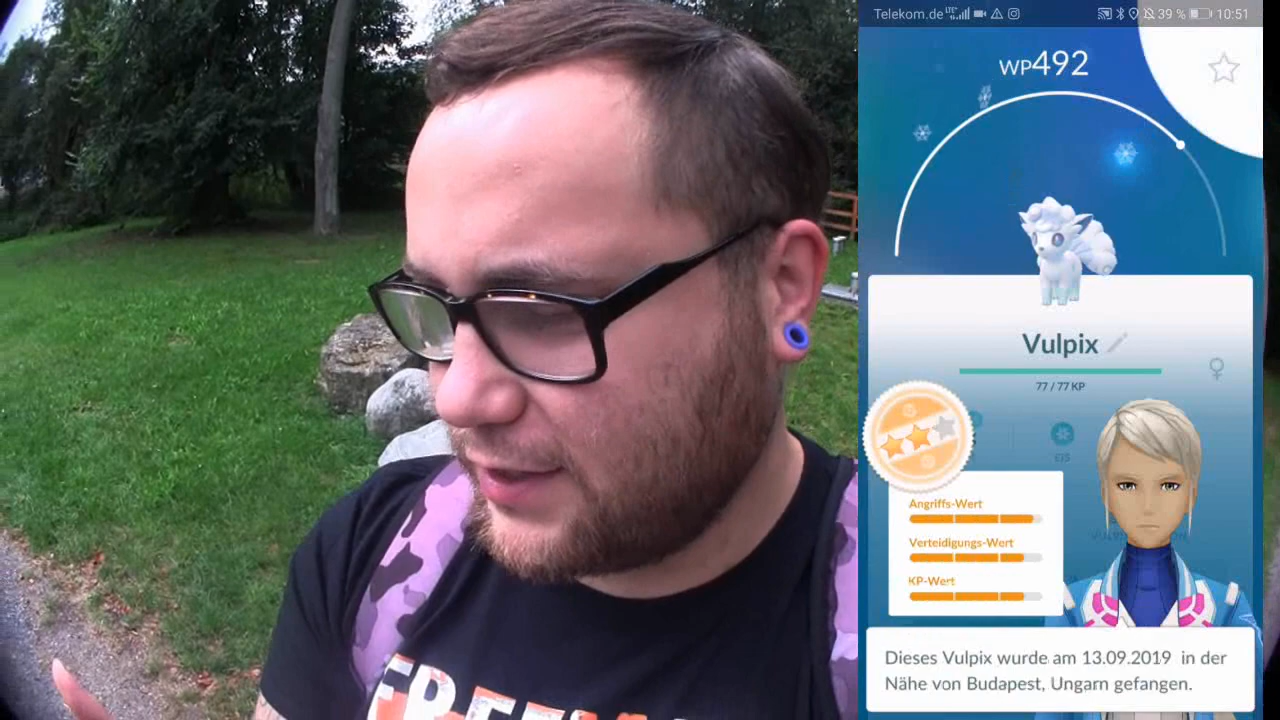 Telekom.de
39 %
10:51
WP492
Vulpix
77 / 77 KP
EIS
Angriffs-Wert
Verteidigungs-Wert
KP-Wert
Dieses Vulpix wurde am 13.09.2019 in der
Nähe von Budapest, Ungarn gefangen.